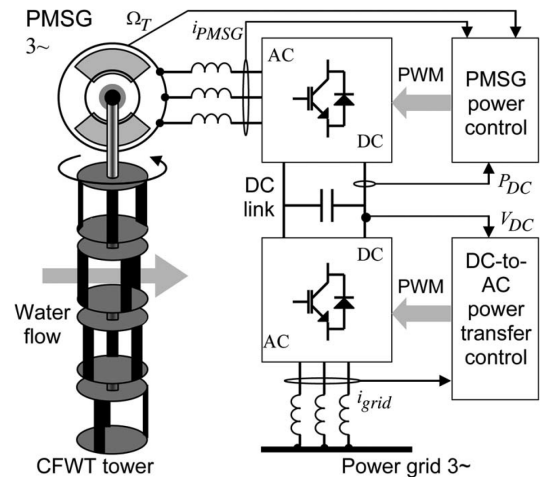 PMSG
3~
Ω_T
i_PMSG
AC
DC
PWM
PMSG
power
control
DC
link
P_DC
V_DC
DC
AC
PWM
DC-to-
AC
power
transfer
control
Water
flow
i_grid
CFWT tower
Power grid 3~